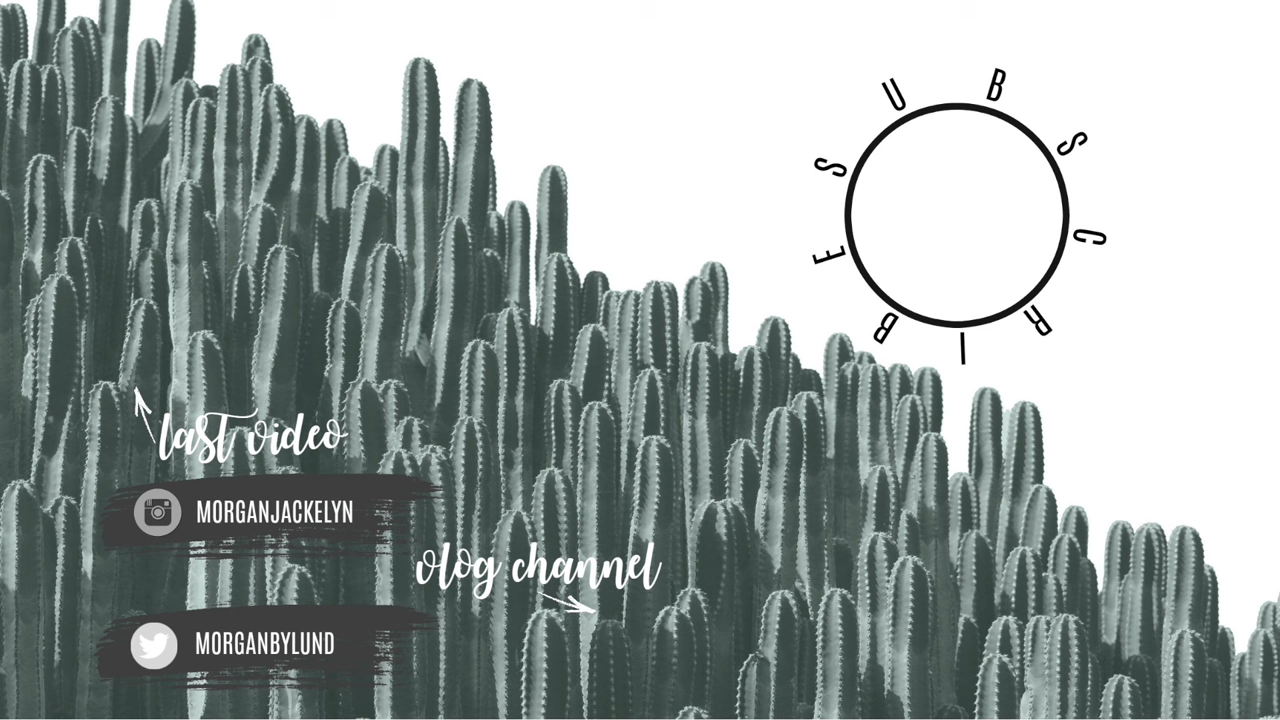 SUBSCRIBE
last video
MORGANJACKELYN
vlog channel
MORGANBYLUND